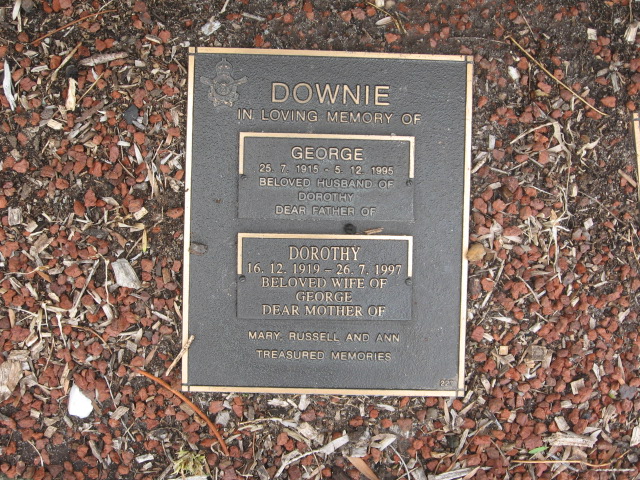 DOWNIE
IN LOVING MEMORY OF
GEORGE
25. 7. 1915 - 5. 12. 1995
BELOVED HUSBAND OF
DOROTHY
DEAR FATHER OF
DOROTHY
16. 12. 1919 - 26. 7. 1997
BELOVED WIFE OF
GEORGE
DEAR MOTHER OF
MARY, RUSSELL AND ANN
TREASURED MEMORIES